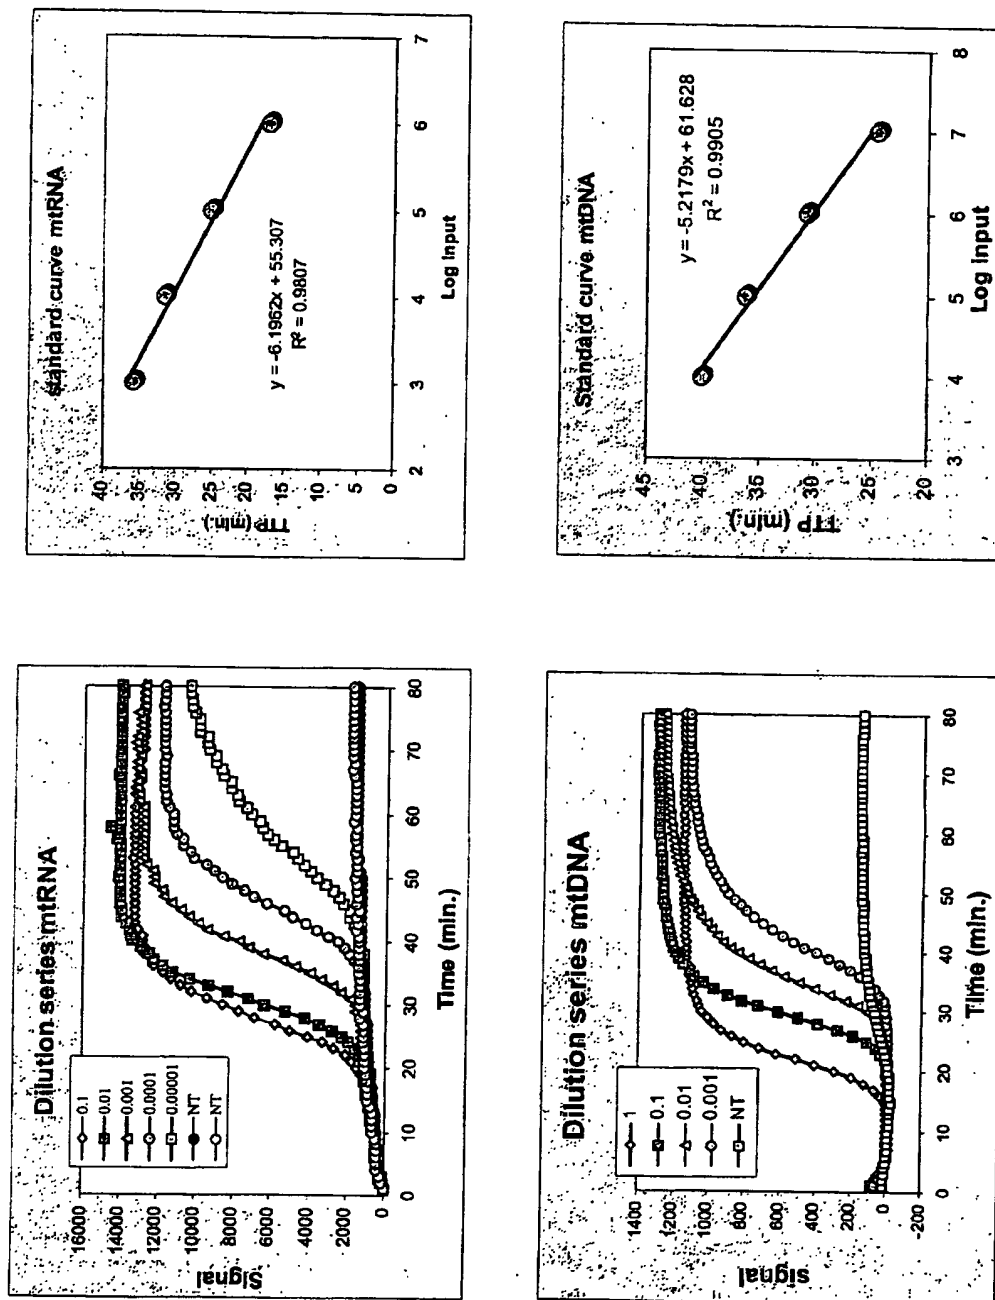 Dilution series mtRNA
Signal
16000
14000
12000
10000
8000
6000
4000
2000
0
0.1
0.01
0.001
0.0001
0.00001
NT
NT
0 10 20 30 40 50 60 70 80
Time (min.)
standard curve mtRNA
TTP (min.)
40
35
30
25
20
15
10
5
0
y = -6.1962x + 55.307
R² = 0.9807
2 3 4 5 6 7
Log Input
Dilution series mtDNA
signal
1400
1200
1000
800
600
400
200
0
-200
1
0.1
0.01
0.001
NT
0 10 20 30 40 50 60 70 80
Time (min.)
Standard curve mtDNA
TTP (min.)
45
40
35
30
25
20
y = -5.2179x + 61.628
R² = 0.9905
3 4 5 6 7 8
Log Input